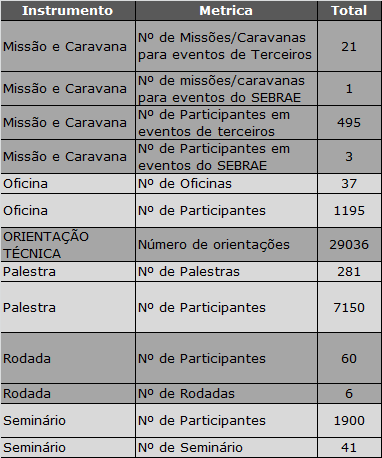 Instrumento Metrica Total
Missão e Caravana Nº de Missões/Caravanas para eventos de Terceiros 21
Missão e Caravana Nº de missões/caravanas para eventos do SEBRAE 1
Missão e Caravana Nº de Participantes em eventos de terceiros 495
Missão e Caravana Nº de Participantes em eventos do SEBRAE 3
Oficina Nº de Oficinas 37
Oficina Nº de Participantes 1195
ORIENTAÇÃO TÉCNICA Número de orientações 29036
Palestra Nº de Palestras 281
Palestra Nº de Participantes 7150
Rodada Nº de Participantes 60
Rodada Nº de Rodadas 6
Seminário Nº de Participantes 1900
Seminário Nº de Seminário 41